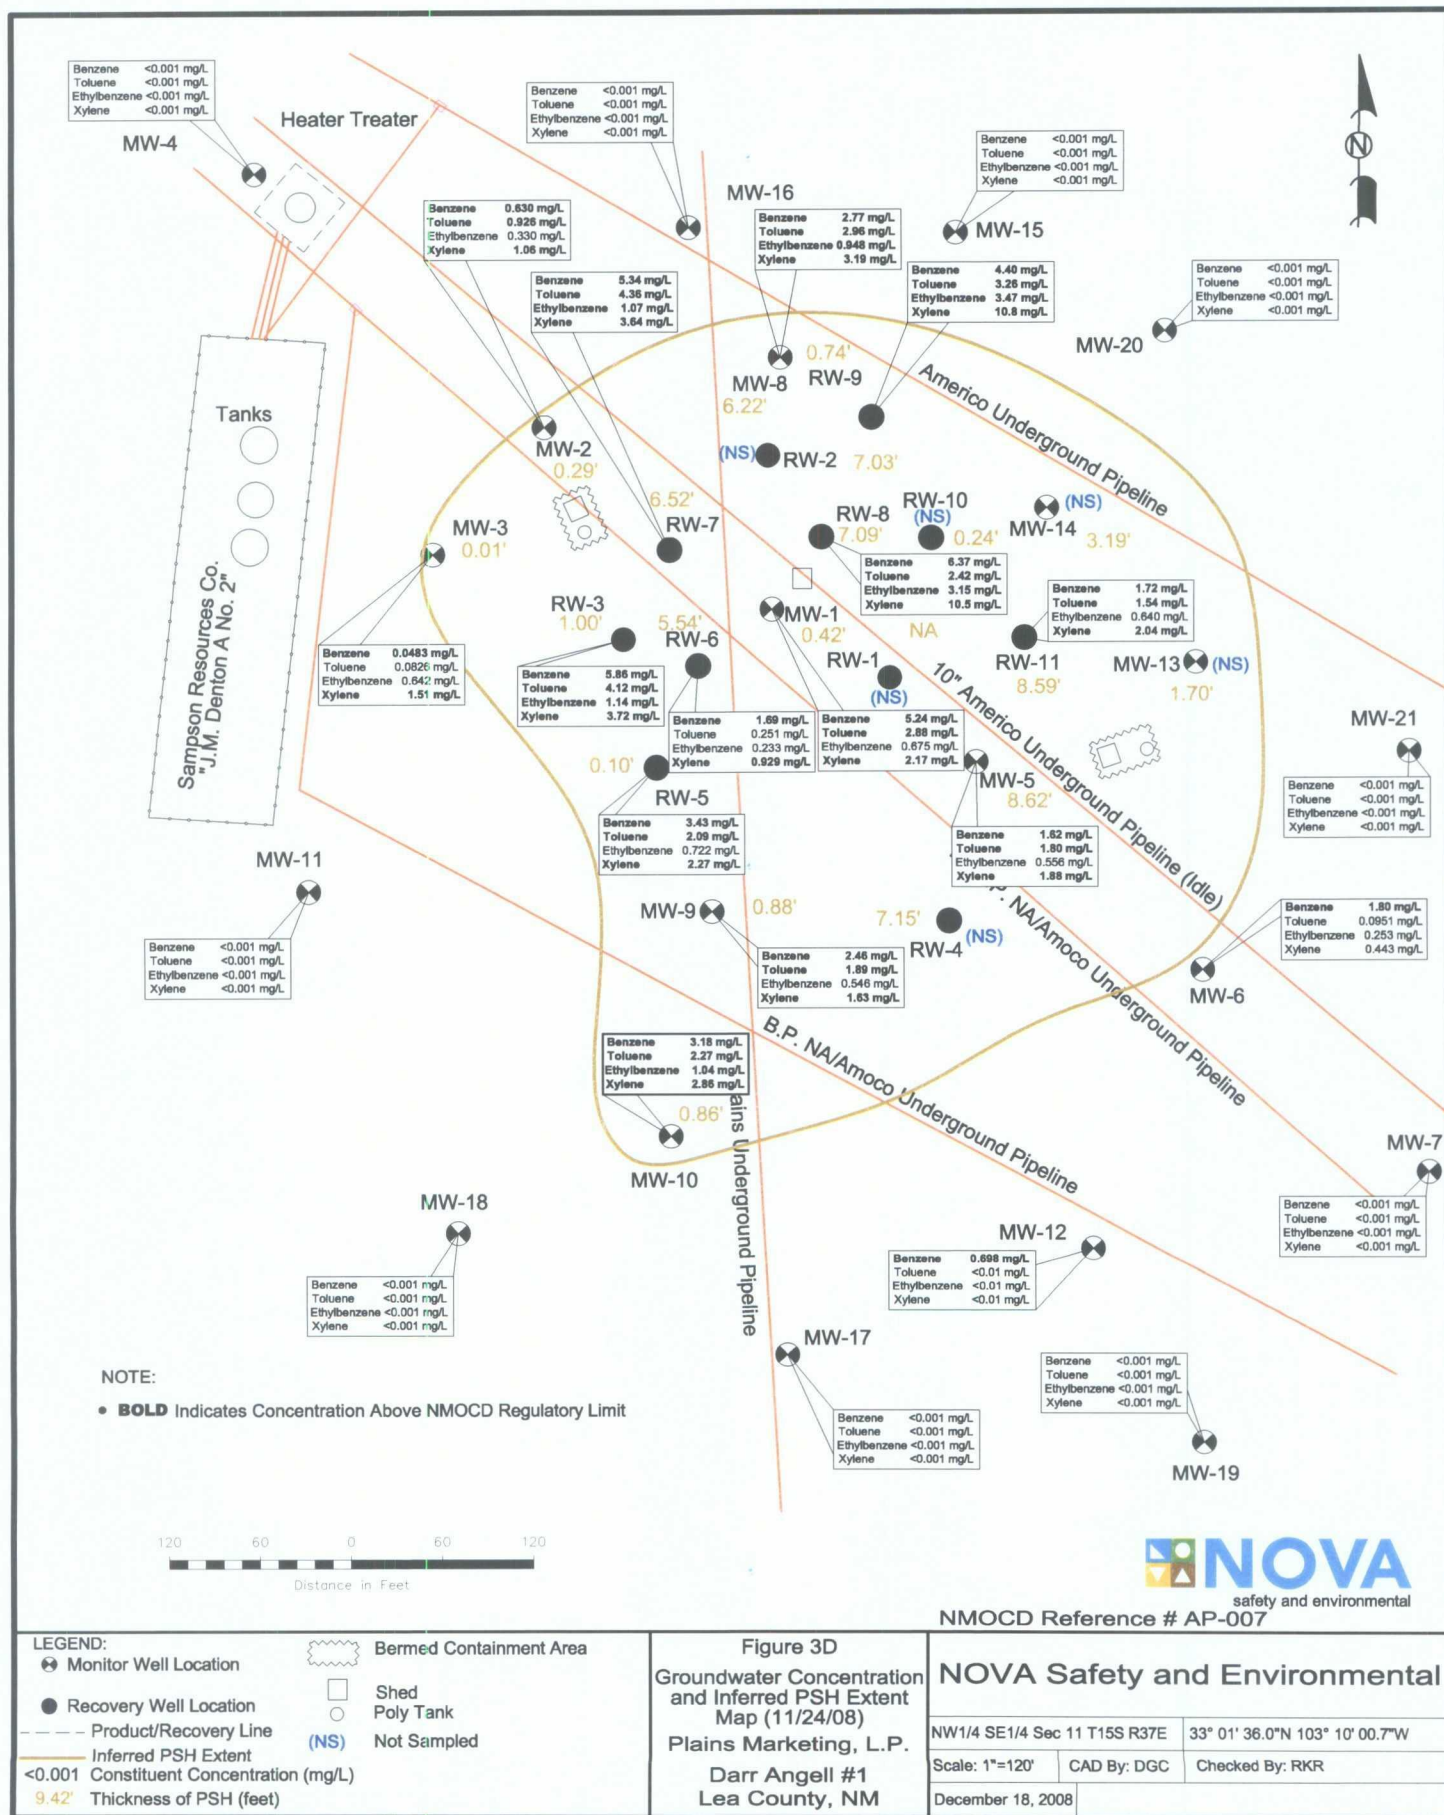 Benzene <0.001 mg/L
Toluene <0.001 mg/L
Ethylbenzene <0.001 mg/L
Xylene <0.001 mg/L
MW-4
Heater Treater
Benzene <0.001 mg/L
Toluene <0.001 mg/L
Ethylbenzene <0.001 mg/L
Xylene <0.001 mg/L
MW-16
Benzene <0.001 mg/L
Toluene <0.001 mg/L
Ethylbenzene <0.001 mg/L
Xylene <0.001 mg/L
MW-15
N
Benzene 0.630 mg/L
Toluene 0.926 mg/L
Ethylbenzene 0.330 mg/L
Xylene 1.06 mg/L
Benzene 2.77 mg/L
Toluene 2.96 mg/L
Ethylbenzene 0.948 mg/L
Xylene 3.19 mg/L
Benzene 5.34 mg/L
Toluene 4.36 mg/L
Ethylbenzene 1.07 mg/L
Xylene 3.64 mg/L
Benzene 4.40 mg/L
Toluene 3.26 mg/L
Ethylbenzene 3.47 mg/L
Xylene 10.8 mg/L
Benzene <0.001 mg/L
Toluene <0.001 mg/L
Ethylbenzene <0.001 mg/L
Xylene <0.001 mg/L
MW-20
0.74'
MW-8
RW-9
6.22'
Americo Underground Pipeline
Tanks
Sampson Resources Co.
"J.M. Denton A No. 2"
MW-2
0.29'
(NS)
RW-2
7.03'
MW-3
0.01'
6.52'
RW-7
RW-8
7.09'
RW-10
(NS)
0.24'
(NS)
MW-14
3.19'
Benzene 6.37 mg/L
Toluene 2.42 mg/L
Ethylbenzene 3.15 mg/L
Xylene 10.5 mg/L
Benzene 1.72 mg/L
Toluene 1.54 mg/L
Ethylbenzene 0.640 mg/L
Xylene 2.04 mg/L
RW-3
1.00'
5.54'
RW-6
MW-1
0.42'
NA
RW-1
(NS)
RW-11
8.59'
MW-13
(NS)
1.70'
Benzene 0.0483 mg/L
Toluene 0.0826 mg/L
Ethylbenzene 0.642 mg/L
Xylene 1.51 mg/L
Benzene 5.86 mg/L
Toluene 4.12 mg/L
Ethylbenzene 1.14 mg/L
Xylene 3.72 mg/L
Benzene 1.69 mg/L
Toluene 0.251 mg/L
Ethylbenzene 0.233 mg/L
Xylene 0.929 mg/L
Benzene 5.24 mg/L
Toluene 2.88 mg/L
Ethylbenzene 0.675 mg/L
Xylene 2.17 mg/L
10" Americo Underground Pipeline (Idle)
MW-21
Benzene <0.001 mg/L
Toluene <0.001 mg/L
Ethylbenzene <0.001 mg/L
Xylene <0.001 mg/L
0.10'
RW-5
MW-5
8.62'
Benzene 3.43 mg/L
Toluene 2.09 mg/L
Ethylbenzene 0.722 mg/L
Xylene 2.27 mg/L
Benzene 1.62 mg/L
Toluene 1.80 mg/L
Ethylbenzene 0.556 mg/L
Xylene 1.88 mg/L
MW-11
Benzene <0.001 mg/L
Toluene <0.001 mg/L
Ethylbenzene <0.001 mg/L
Xylene <0.001 mg/L
MW-9
0.88'
7.15'
RW-4
(NS)
P. NA/Amoco Underground Pipeline
Benzene 1.80 mg/L
Toluene 0.0951 mg/L
Ethylbenzene 0.253 mg/L
Xylene 0.443 mg/L
MW-6
Benzene 2.46 mg/L
Toluene 1.89 mg/L
Ethylbenzene 0.546 mg/L
Xylene 1.63 mg/L
B.P. NA/Amoco Underground Pipeline
Benzene 3.18 mg/L
Toluene 2.27 mg/L
Ethylbenzene 1.04 mg/L
Xylene 2.86 mg/L
0.86'
MW-10
ains Underground Pipeline
MW-7
Benzene <0.001 mg/L
Toluene <0.001 mg/L
Ethylbenzene <0.001 mg/L
Xylene <0.001 mg/L
MW-18
Benzene <0.001 mg/L
Toluene <0.001 mg/L
Ethylbenzene <0.001 mg/L
Xylene <0.001 mg/L
MW-12
Benzene 0.698 mg/L
Toluene <0.01 mg/L
Ethylbenzene <0.01 mg/L
Xylene <0.01 mg/L
MW-17
Benzene <0.001 mg/L
Toluene <0.001 mg/L
Ethylbenzene <0.001 mg/L
Xylene <0.001 mg/L
Benzene <0.001 mg/L
Toluene <0.001 mg/L
Ethylbenzene <0.001 mg/L
Xylene <0.001 mg/L
MW-19
NOTE:
• BOLD Indicates Concentration Above NMOCD Regulatory Limit
120 60 0 60 120
Distance in Feet
NOVA
safety and environmental
NMOCD Reference # AP-007
LEGEND:
Monitor Well Location
Recovery Well Location
Product/Recovery Line
Inferred PSH Extent
<0.001 Constituent Concentration (mg/L)
9.42' Thickness of PSH (feet)
Bermed Containment Area
Shed
Poly Tank
(NS) Not Sampled
Figure 3D
Groundwater Concentration
and Inferred PSH Extent
Map (11/24/08)
Plains Marketing, L.P.
Darr Angell #1
Lea County, NM
NOVA Safety and Environmental
NW1/4 SE1/4 Sec 11 T15S R37E 33° 01' 36.0"N 103° 10' 00.7"W
Scale: 1"=120' CAD By: DGC Checked By: RKR
December 18, 2008